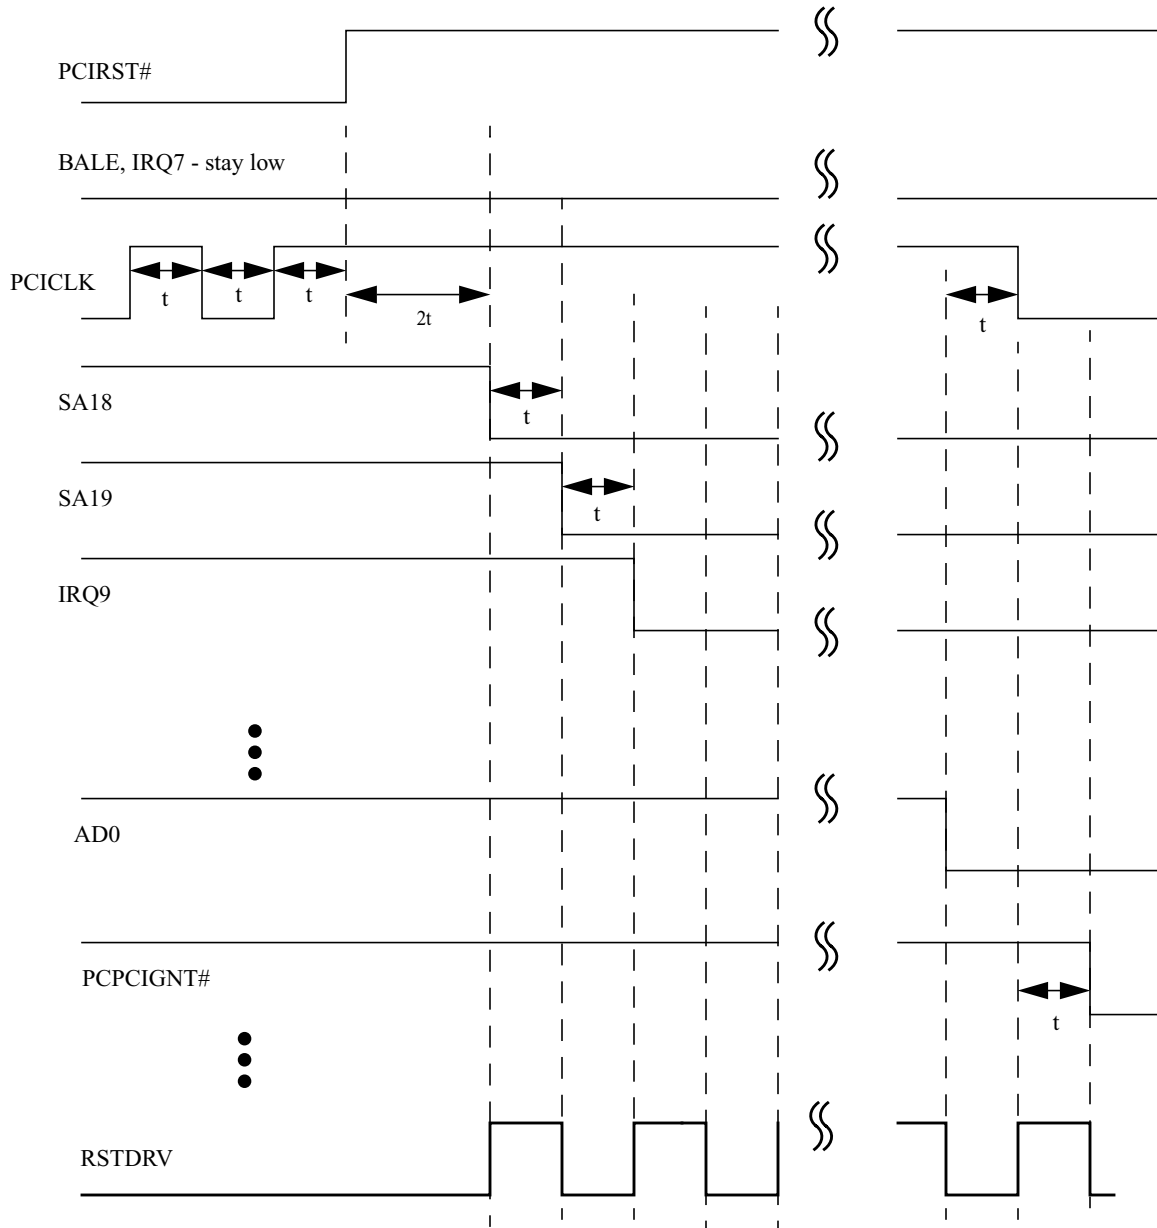 PCIRST#
BALE, IRQ7 - stay low
PCICLK
t
t
t
2t
t
SA18
t
SA19
t
IRQ9
AD0
PCPCIGNT#
t
RSTDRV